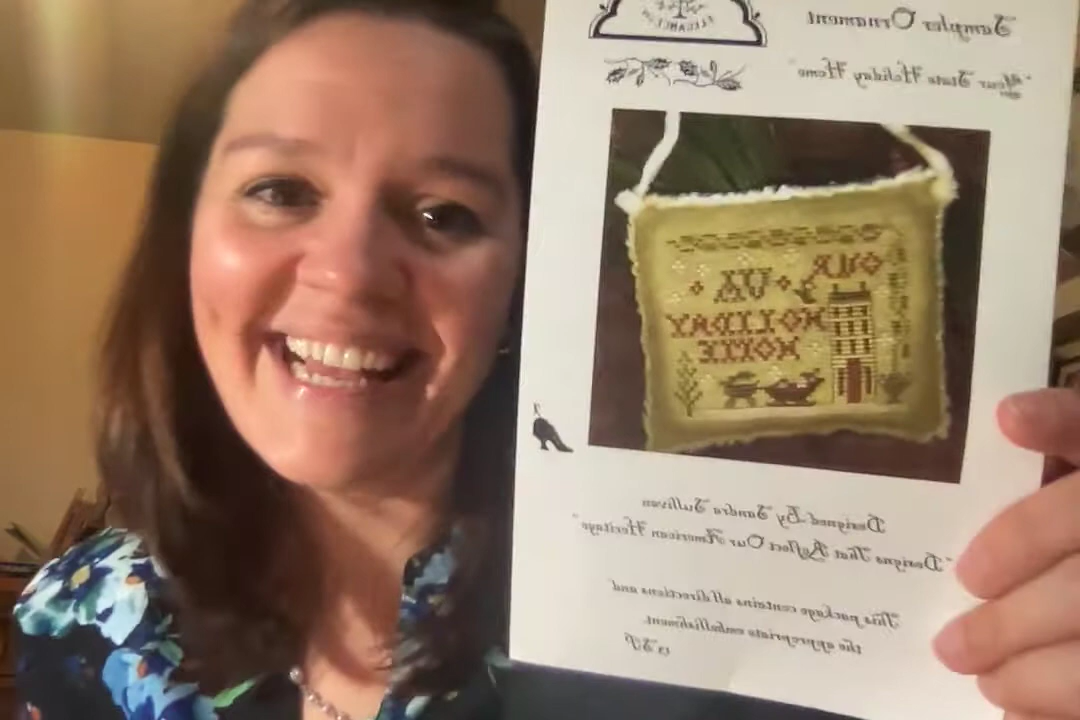 ELEGANCE
Sampler Ornament
"Your State Holiday Home"
OUR
VA
HOLIDAY
HOME
Designed By Sandra Sullivan
"Designs That Reflect Our American Heritage"
This package contains all directions and
the appropriate embellishment.